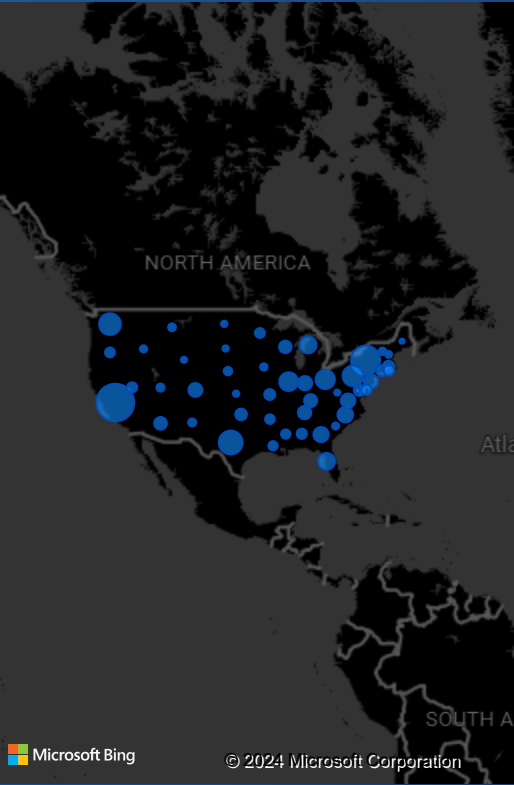 NORTH AMERICA
Atla
SOUTH A
Microsoft Bing
© 2024 Microsoft Corporation